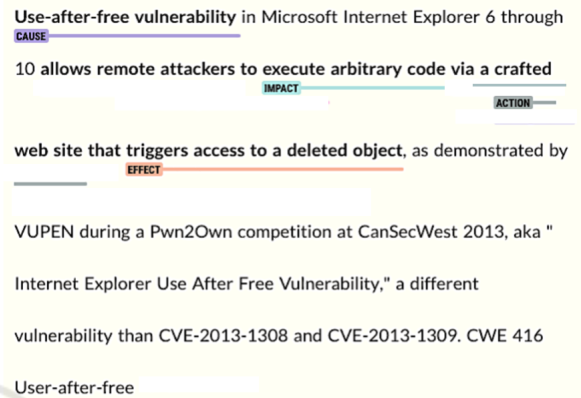 Use-after-free vulnerability in Microsoft Internet Explorer 6 through
CAUSE
10 allows remote attackers to execute arbitrary code via a crafted
IMPACT
ACTION
web site that triggers access to a deleted object, as demonstrated by
EFFECT
VUPEN during a Pwn2Own competition at CanSecWest 2013, aka "
Internet Explorer Use After Free Vulnerability," a different
vulnerability than CVE-2013-1308 and CVE-2013-1309. CWE 416
User-after-free